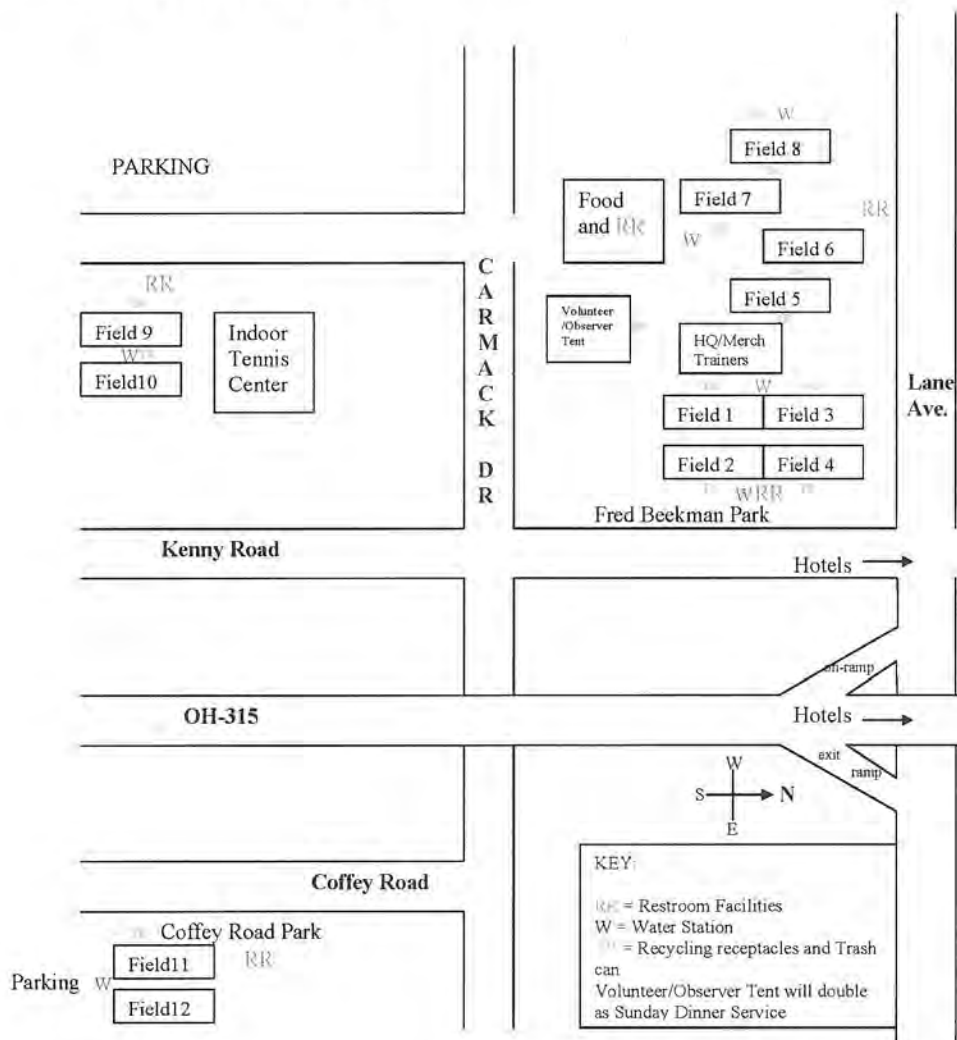 W
Field 8
PARKING
Field 7
Food
and RR
RR
W
Field 6
CARMACK DR
RR
Field 5
Volunteer
/Observer
Tent
Field 9
Indoor
Tennis
Center
HQ/Merch
Trainers
W
Field10
W
Lane
Ave.
Field 1
Field 3
Field 2
Field 4
WRR
Fred Beekman Park
Kenny Road
Hotels
on-ramp
OH-315
Hotels
exit
ramp
W
S
N
E
KEY:
Coffey Road
RR = Restroom Facilities
W = Water Station
= Recycling receptacles and Trash
can
Volunteer/Observer Tent will double
as Sunday Dinner Service
Coffey Road Park
Field11
RR
Parking
W
Field12